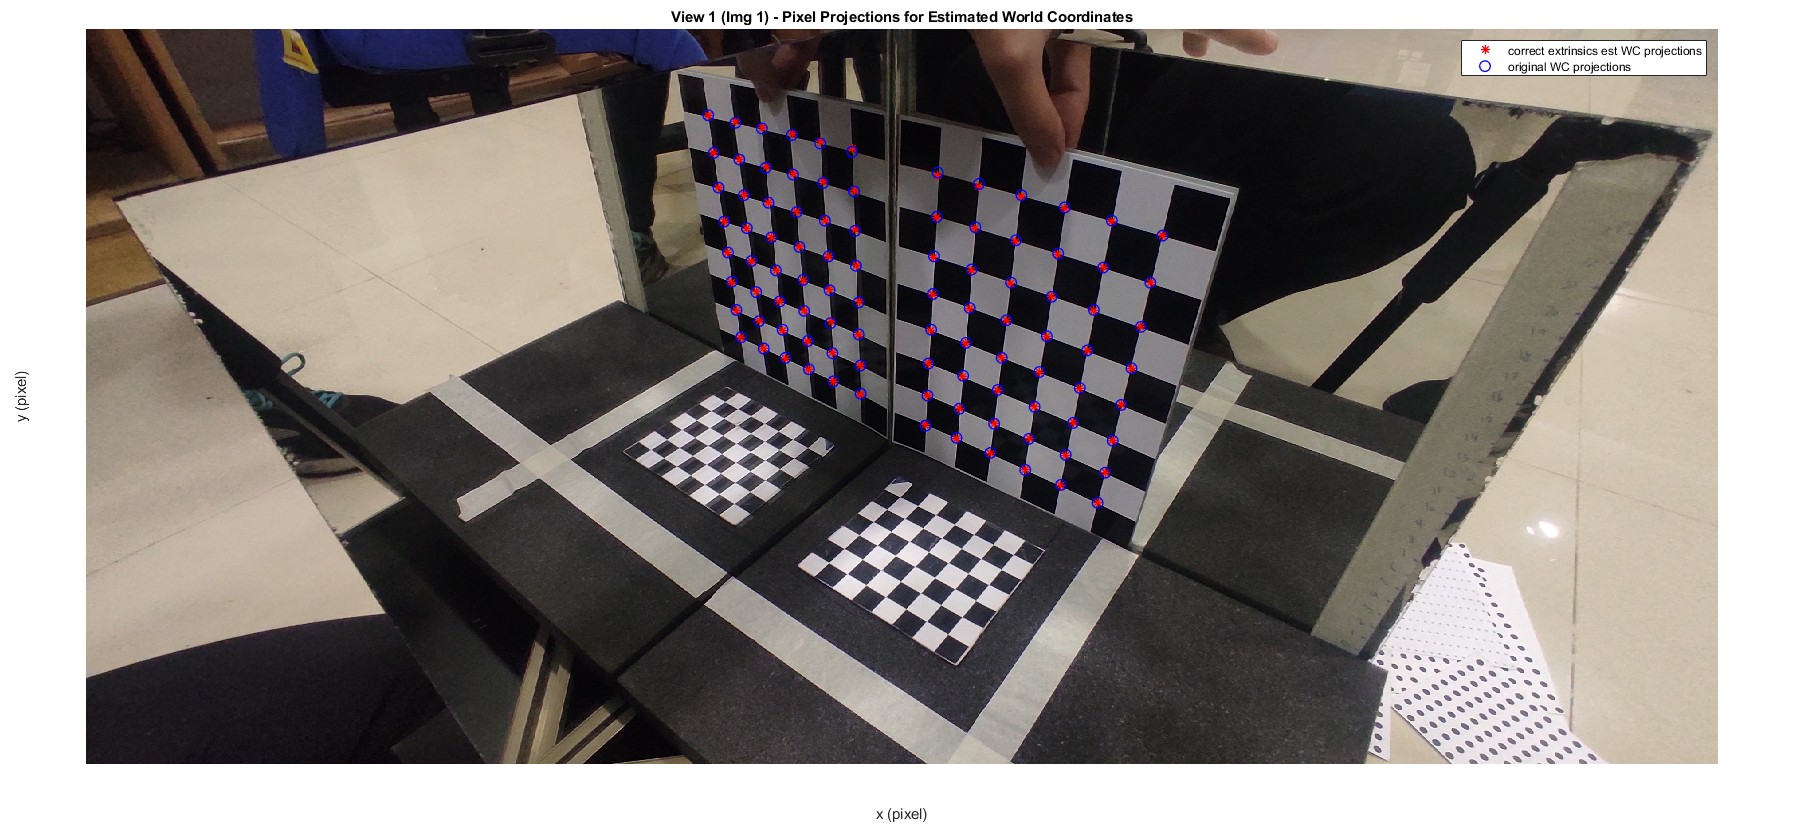 View 1 (Img 1) - Pixel Projections for Estimated World Coordinates
correct extrinsics est WC projections
original WC projections
y (pixel)
x (pixel)